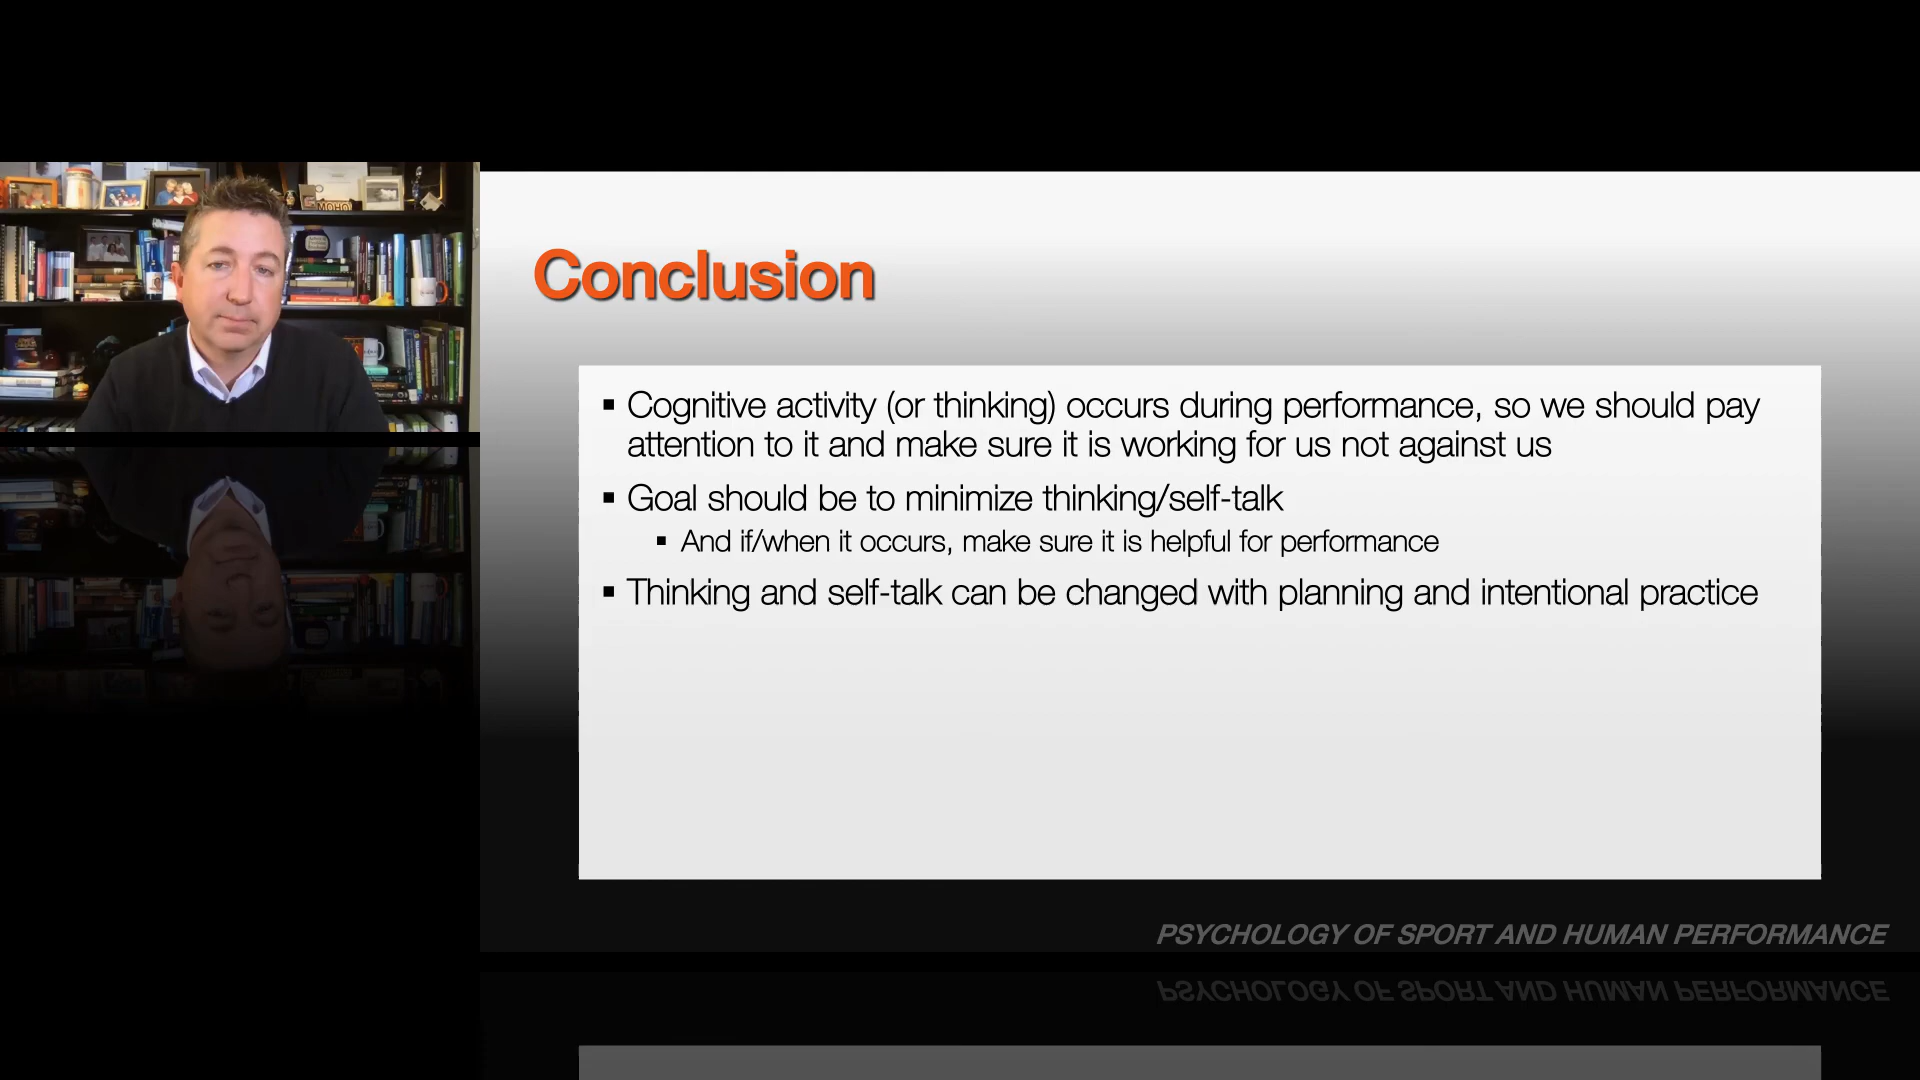 Conclusion
▪ Cognitive activity (or thinking) occurs during performance, so we should pay
attention to it and make sure it is working for us not against us
▪ Goal should be to minimize thinking/self-talk
▪ And if/when it occurs, make sure it is helpful for performance
▪ Thinking and self-talk can be changed with planning and intentional practice
PSYCHOLOGY OF SPORT AND HUMAN PERFORMANCE